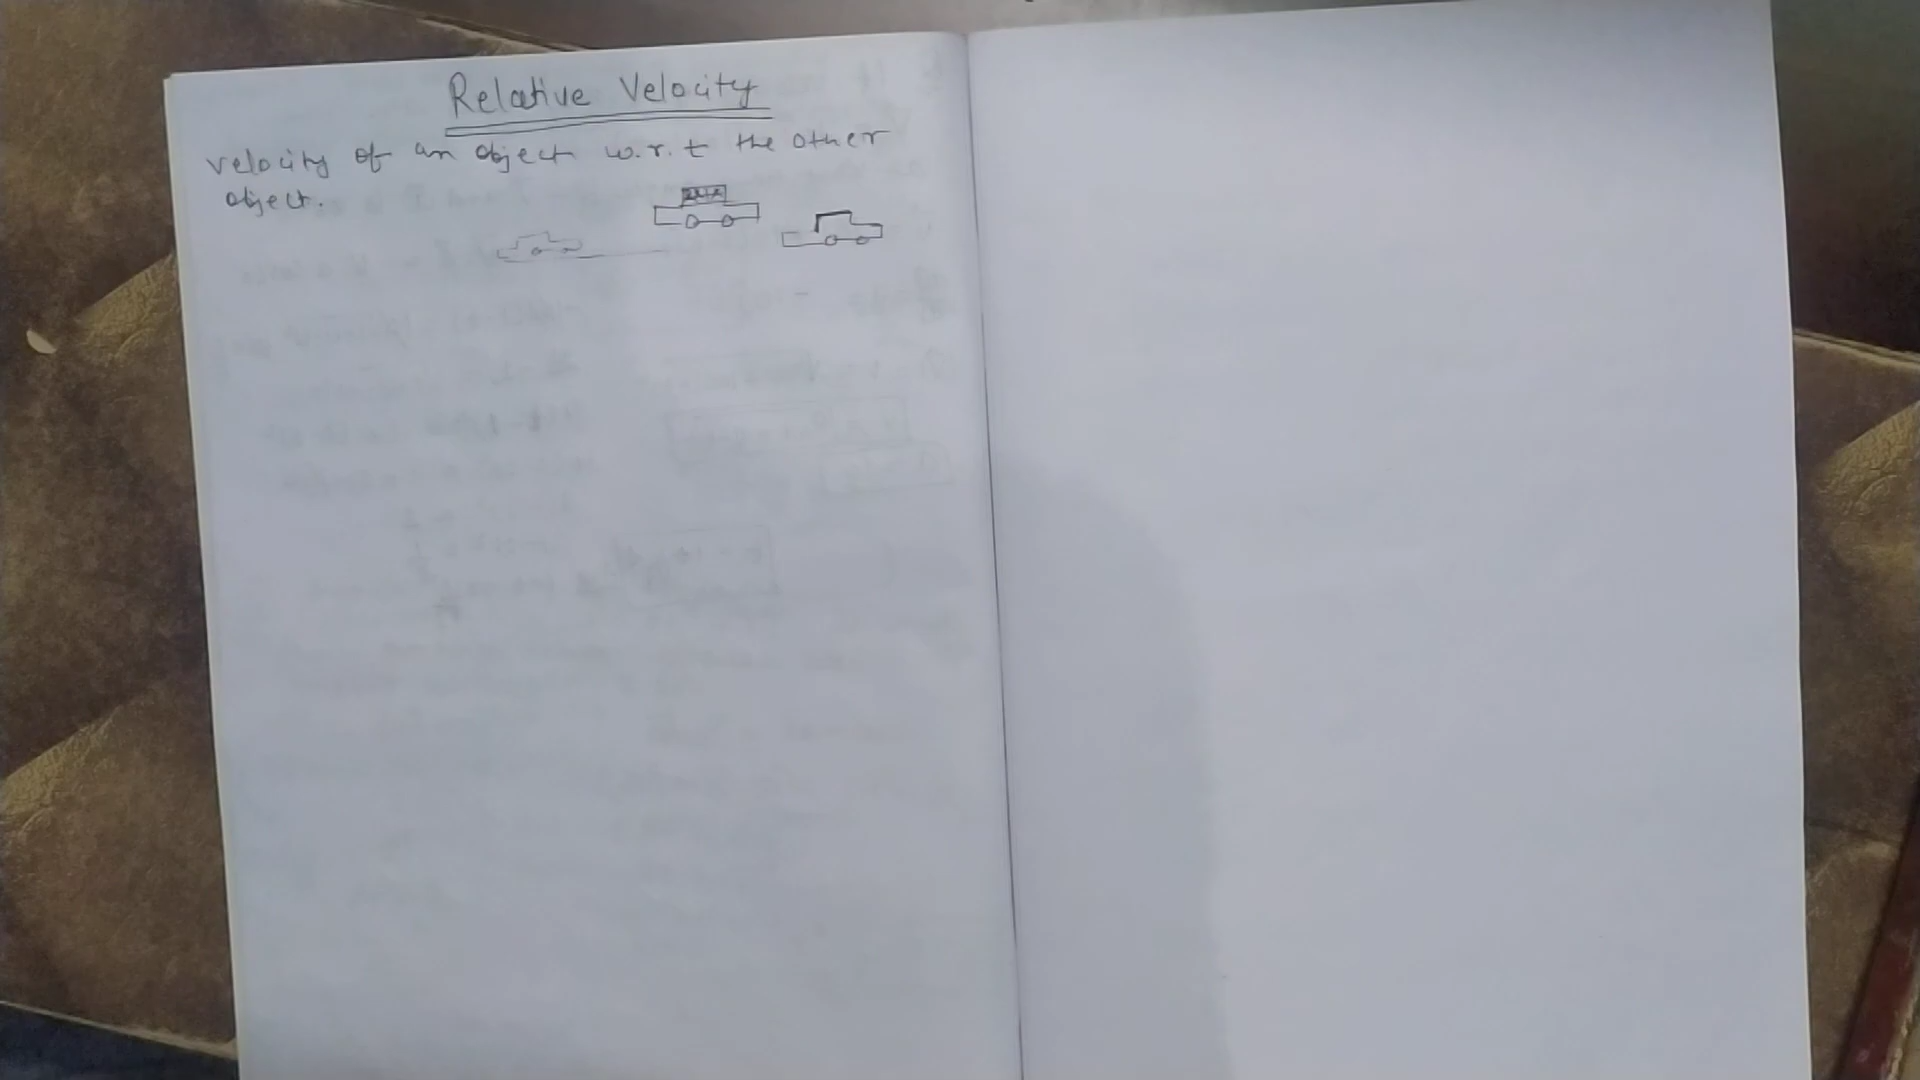 Relative Velocity
velocity of an object w.r.t the other
object.